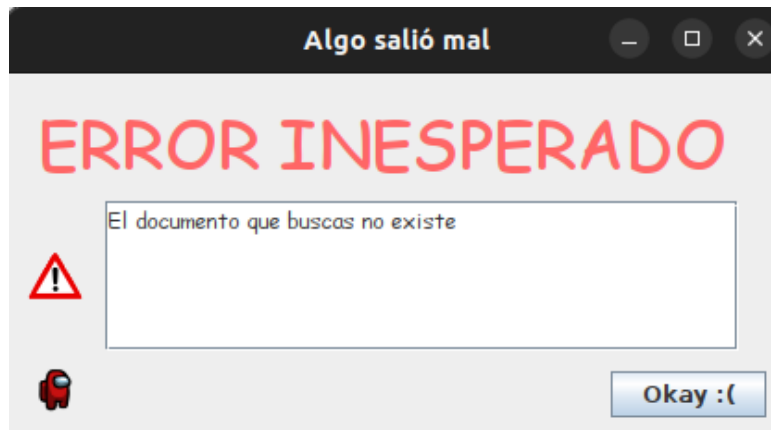 Algo salió mal
ERROR INESPERADO
El documento que buscas no existe
Okay :(